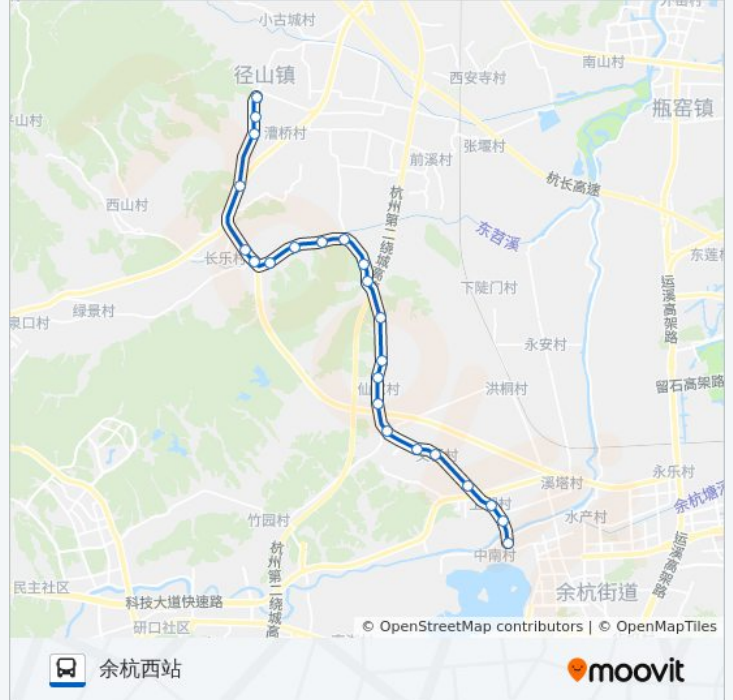 小古城村
径山镇
西安寺村
南山村
瓶窑镇
漕桥村
张堰村
前溪村
杭长高速
西山村
杭州第二绕城高
东苕溪
长乐村
下陡门村
运溪高架路
绿景村
泉口村
永安村
留石高架路
洪桐村
溪塔村
永乐村
余杭塘
竹园村
水产村
中南村
杭州第二绕城高
运溪高架路
民主社区
科技大道快速路
余杭街道
研口社区
© OpenStreetMap contributors | © OpenMapTiles
余杭西站
moovit